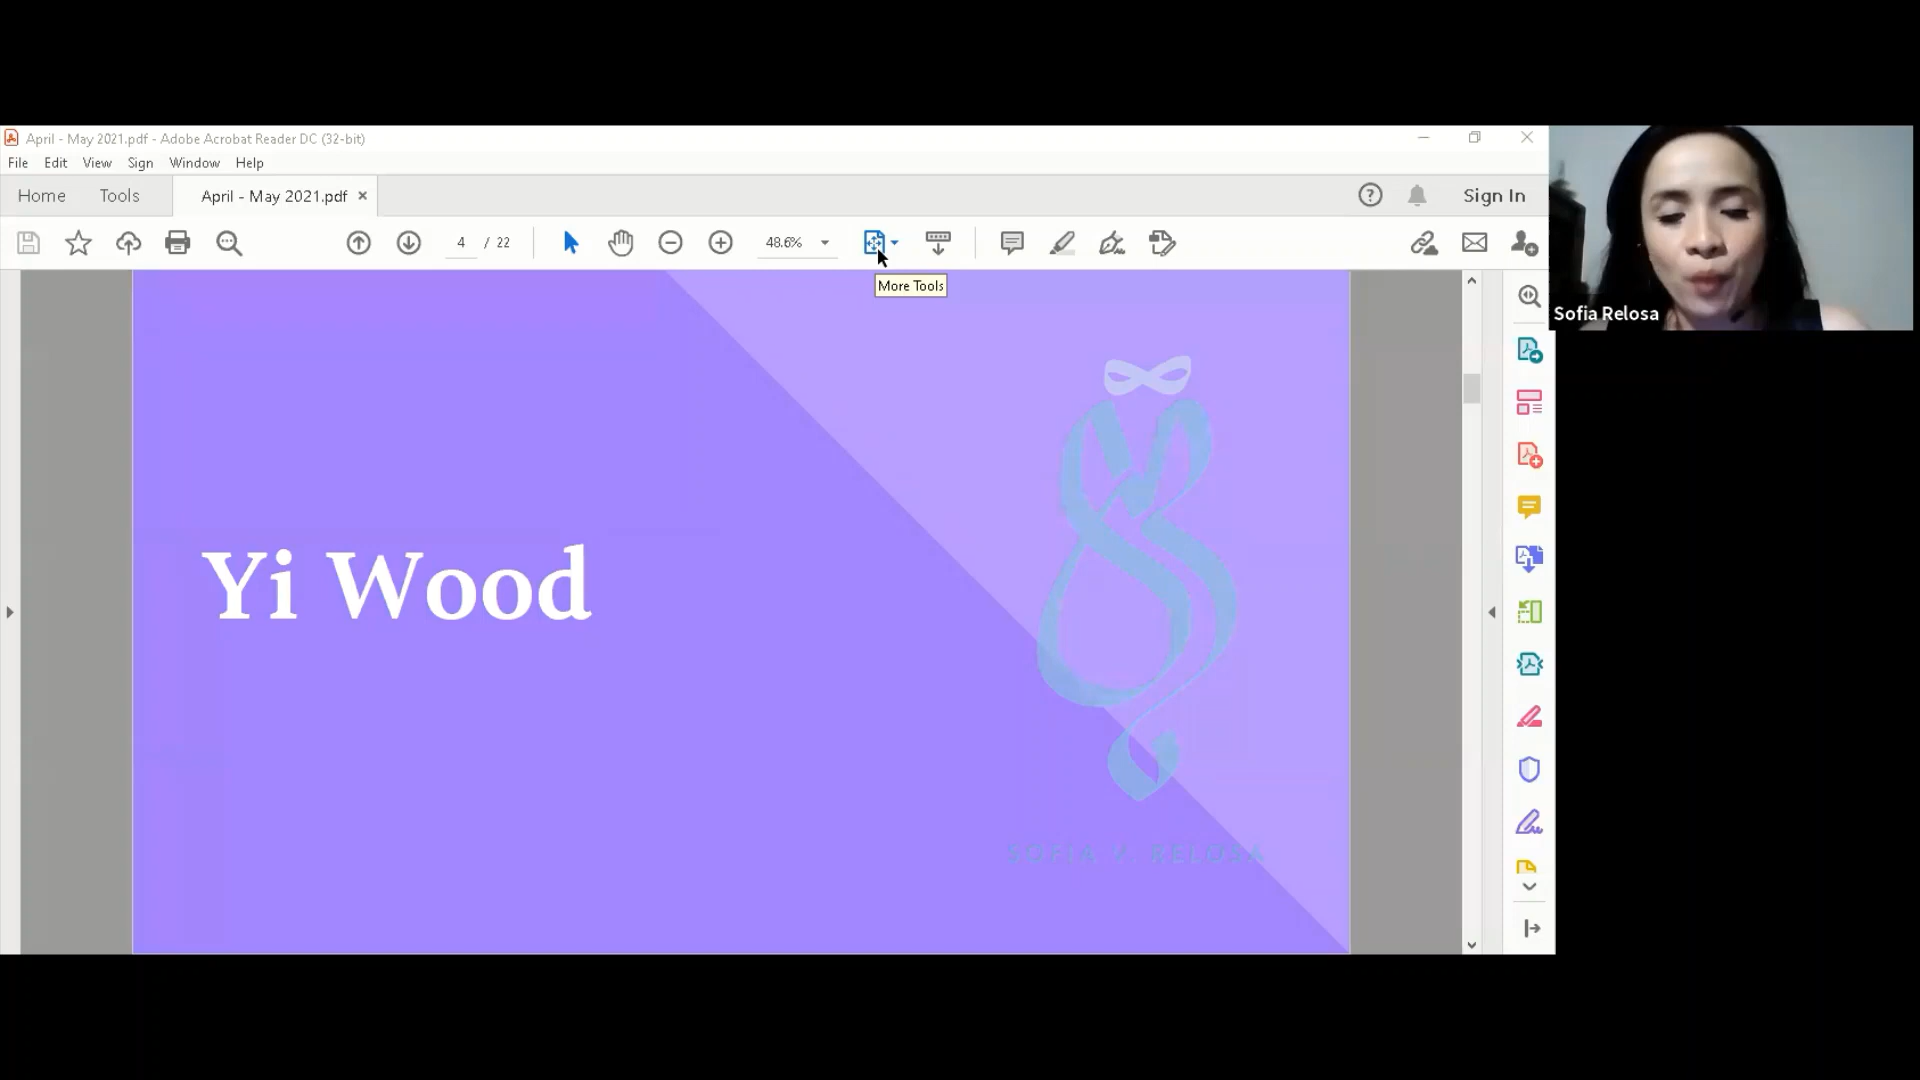 April - May 2021.pdf - Adobe Acrobat Reader DC (32-bit)
File Edit View Sign Window Help
Home Tools April - May 2021.pdf × Sign In
4 / 22 48.6%
More Tools
Sofia Relosa
Yi Wood
SOFIA V. RELOSA